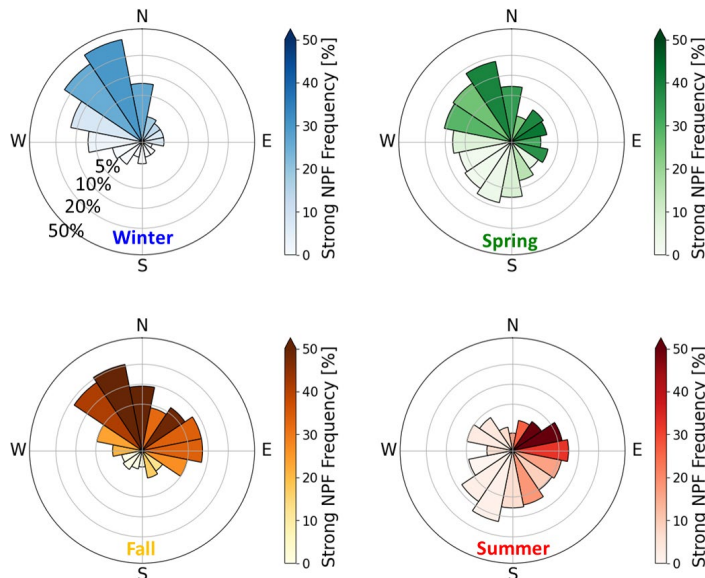 N
W
E
S
5%
10%
20%
50%
Winter
50
40
30
20
10
0
Strong NPF Frequency [%]
N
W
E
S
Spring
50
40
30
20
10
0
Strong NPF Frequency [%]
N
W
E
S
Fall
50
40
30
20
10
0
Strong NPF Frequency [%]
N
W
E
S
Summer
50
40
30
20
10
0
Strong NPF Frequency [%]